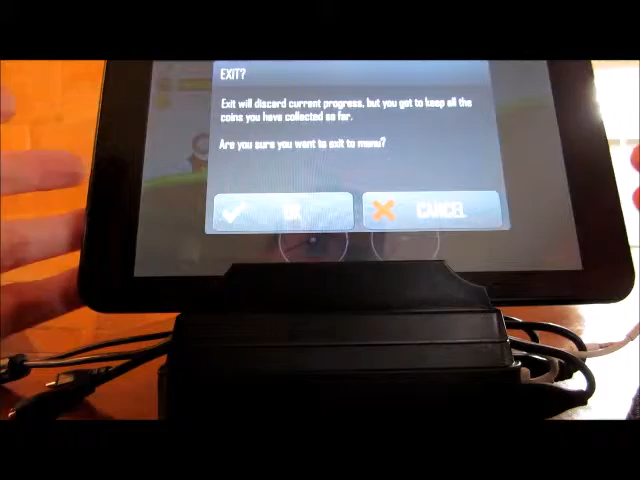 EXIT?
Exit will discard current progress, but you get to keep all the
coins you have collected so far.
Are you sure you want to exit to menu?
OK
CANCEL